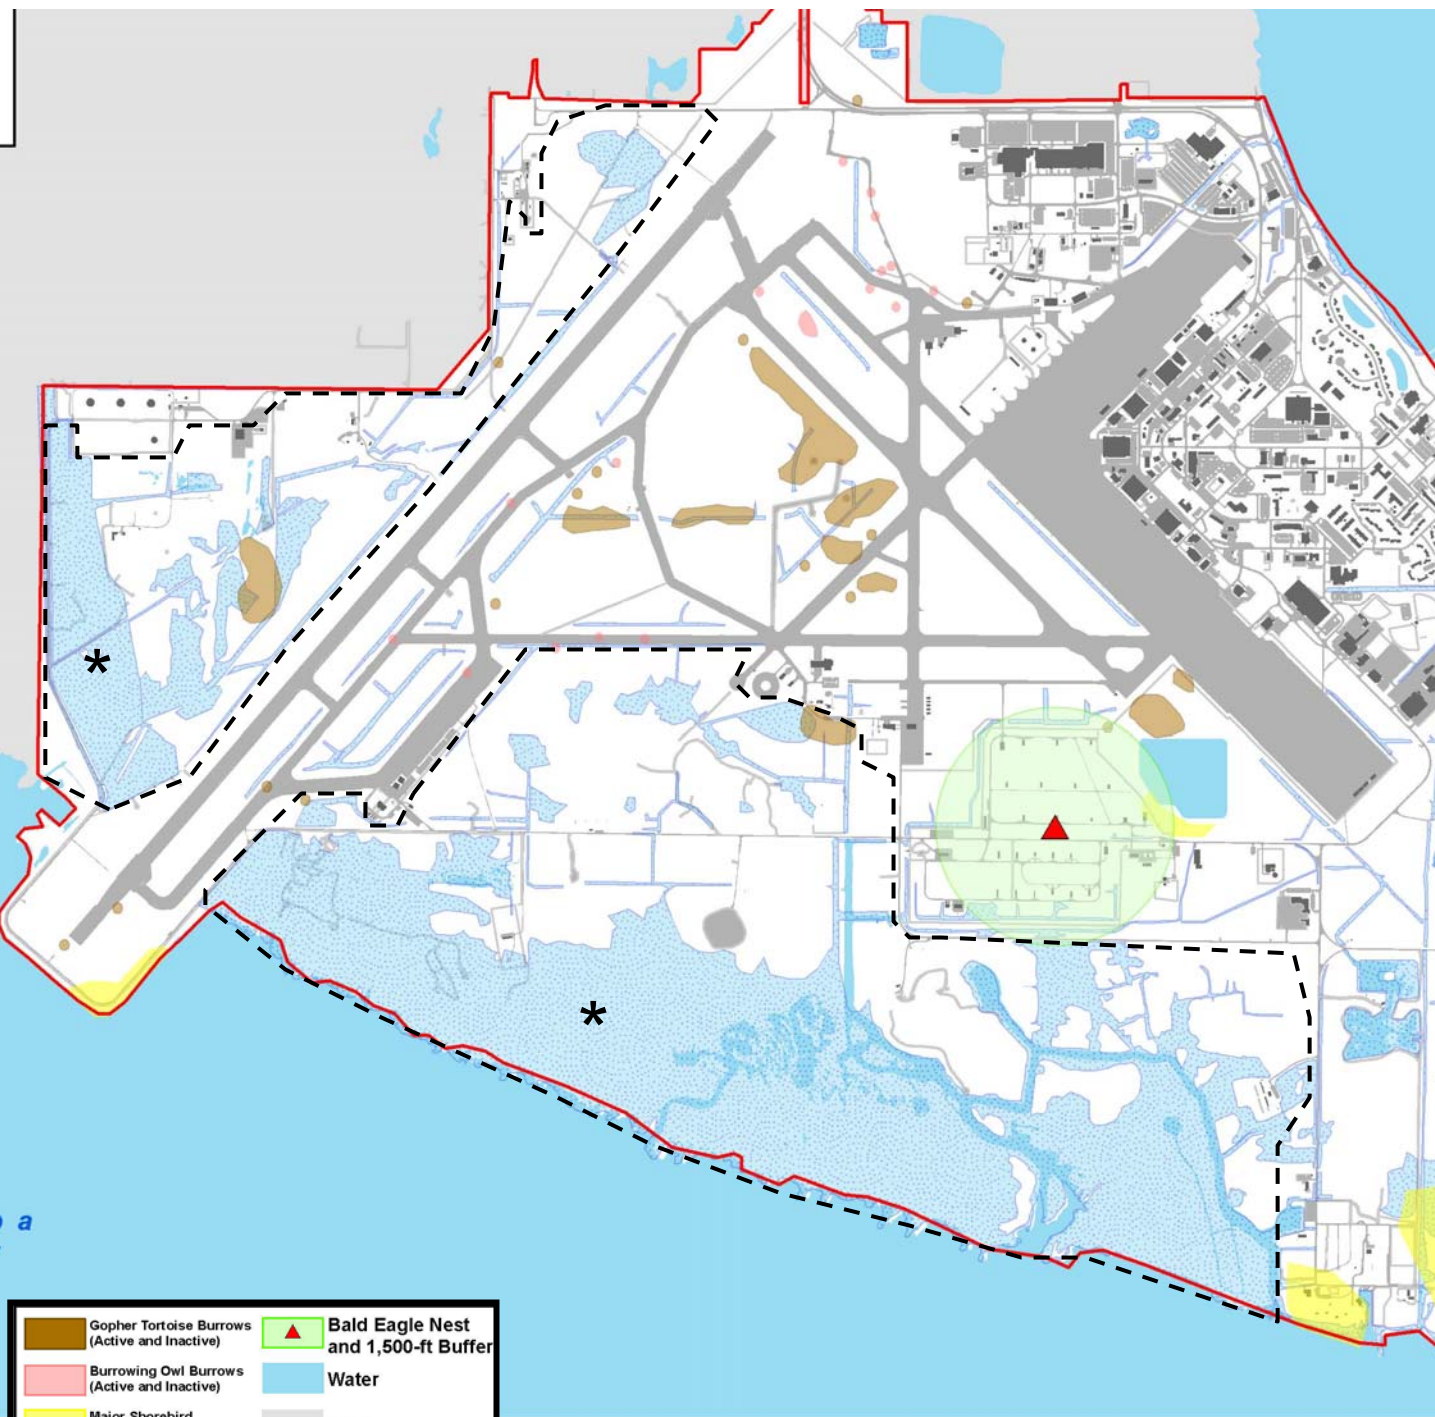 *
*
a
Gopher Tortoise Burrows
(Active and Inactive)
Bald Eagle Nest
and 1,500-ft Buffer
Burrowing Owl Burrows
(Active and Inactive)
Water
Major Shorebird